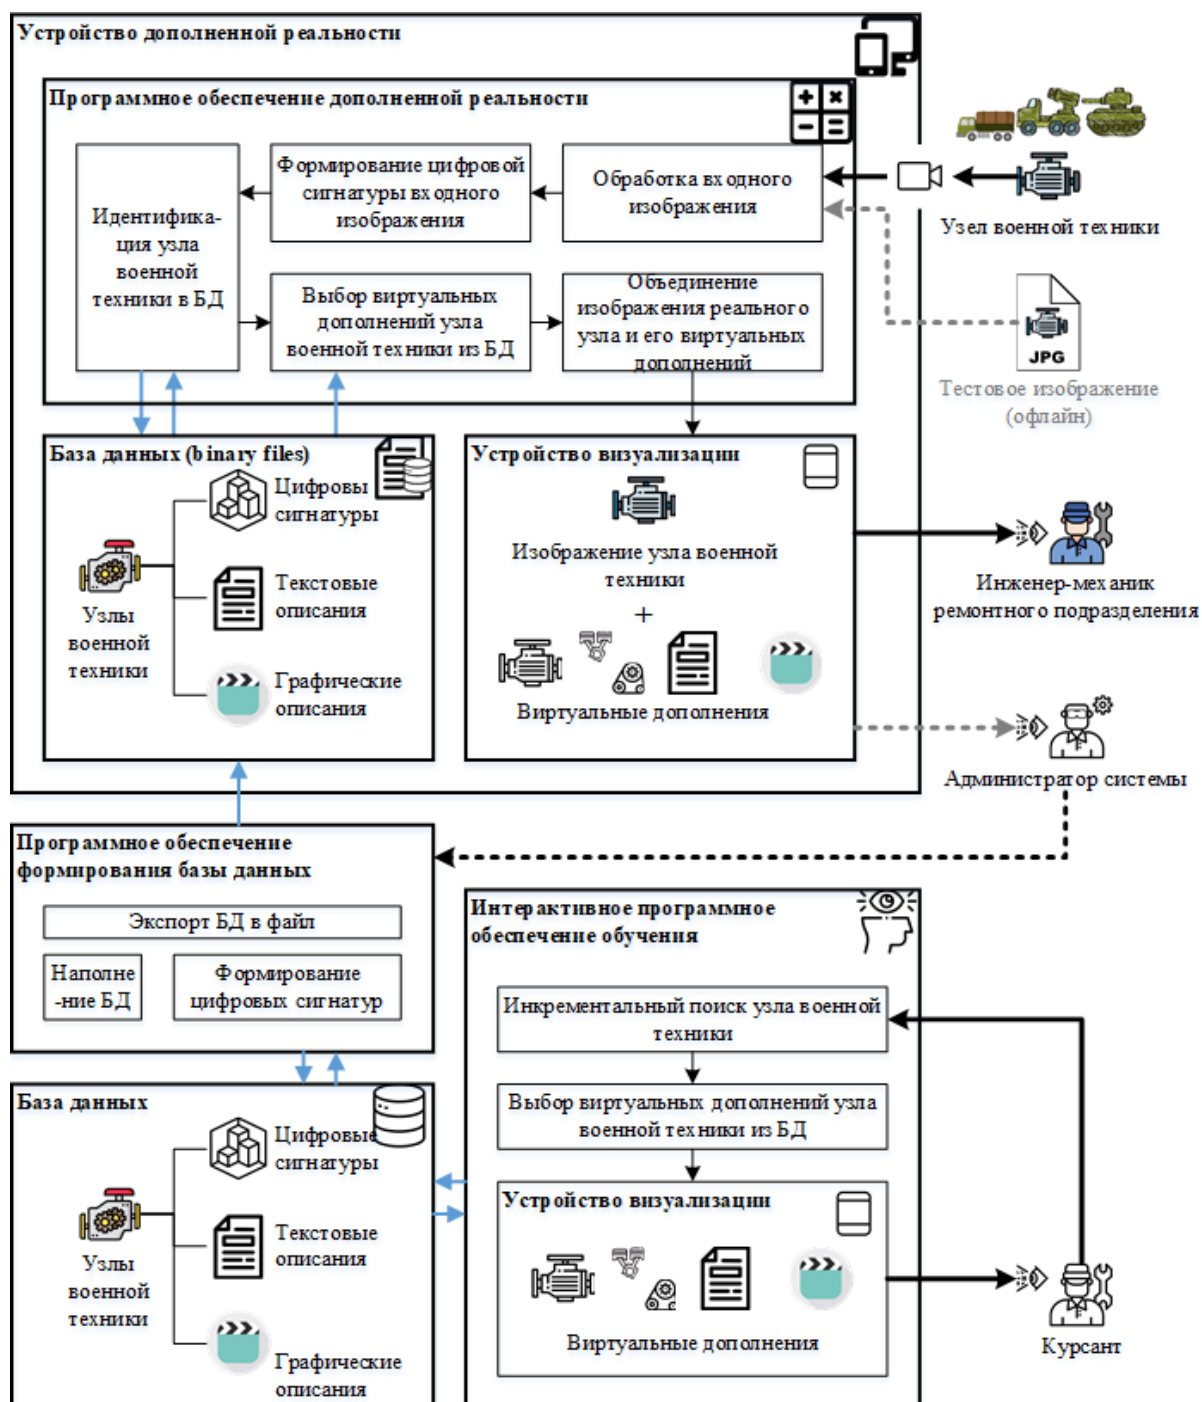 Устройство дополненной реальности
Программное обеспечение дополненной реальности
Идентифика-
ция узла
военной
техники в БД
Формирование цифровой
сигнатуры входного
изображения
Обработка входного
изображения
Узел военной техники
Выбор виртуальных
дополнений узла
военной техники из БД
Объединение
изображения реального
узла и его виртуальных
дополнений
JPG
Тестовое изображение
(офлайн)
База данных (binary files)
Цифровы
сигнатуры
Текстовые
описания
Узлы
военной
техники
Графические
описания
Устройство визуализации
Изображение узла военной
техники
+
Виртуальные дополнения
Инженер-механик
ремонтного подразделения
Администратор системы
Программное обеспечение
формирования базы данных
Экспорт БД в файл
Наполне
-ние БД
Формирование
цифровых сигнатур
Интерактивное программное
обеспечение обучения
Инкрементальный поиск узла военной
техники
Выбор виртуальных дополнений узла
военной техники из БД
Устройство визуализации
Виртуальные дополнения
Курсант
База данных
Цифровые
сигнатуры
Текстовые
описания
Узлы
военной
техники
Графические
описания